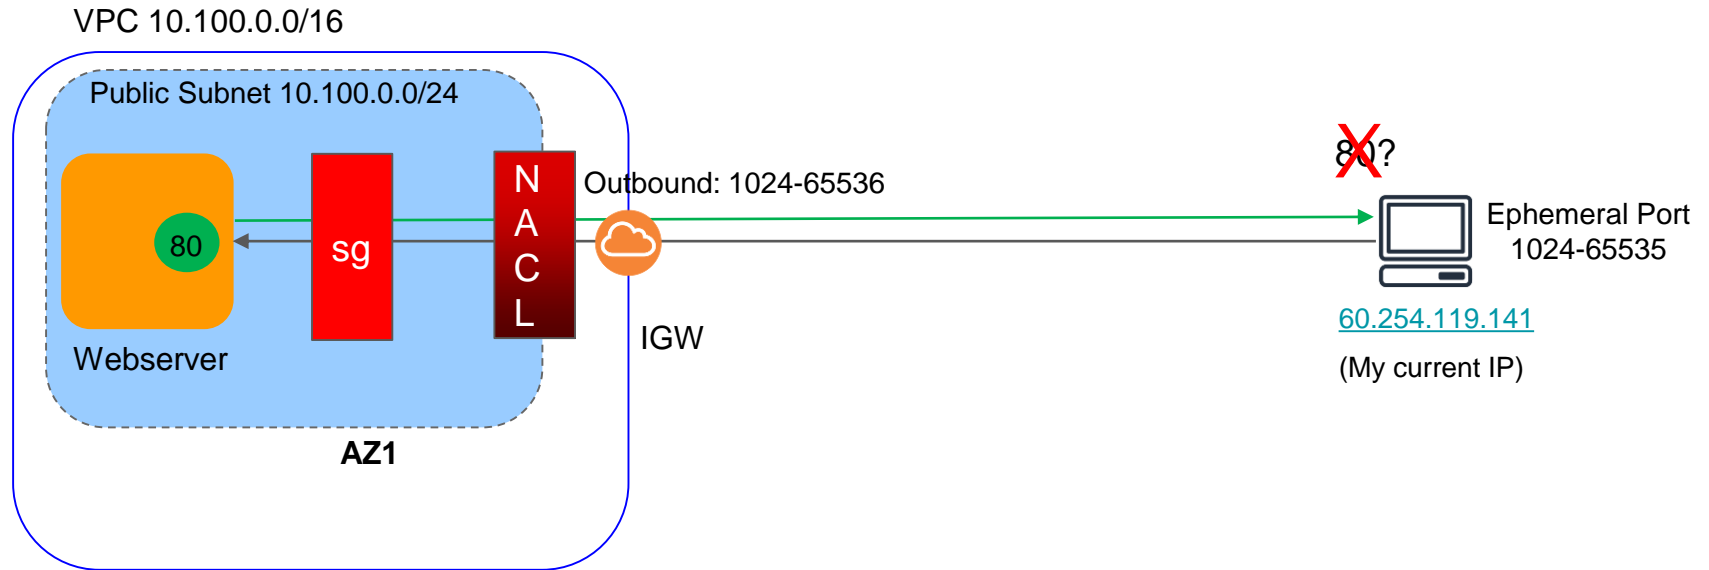 VPC 10.100.0.0/16
Public Subnet 10.100.0.0/24
80
Webserver
sg
N
A
C
L
Outbound: 1024-65536
IGW
AZ1
80?
X
Ephemeral Port
1024-65535
60.254.119.141
(My current IP)